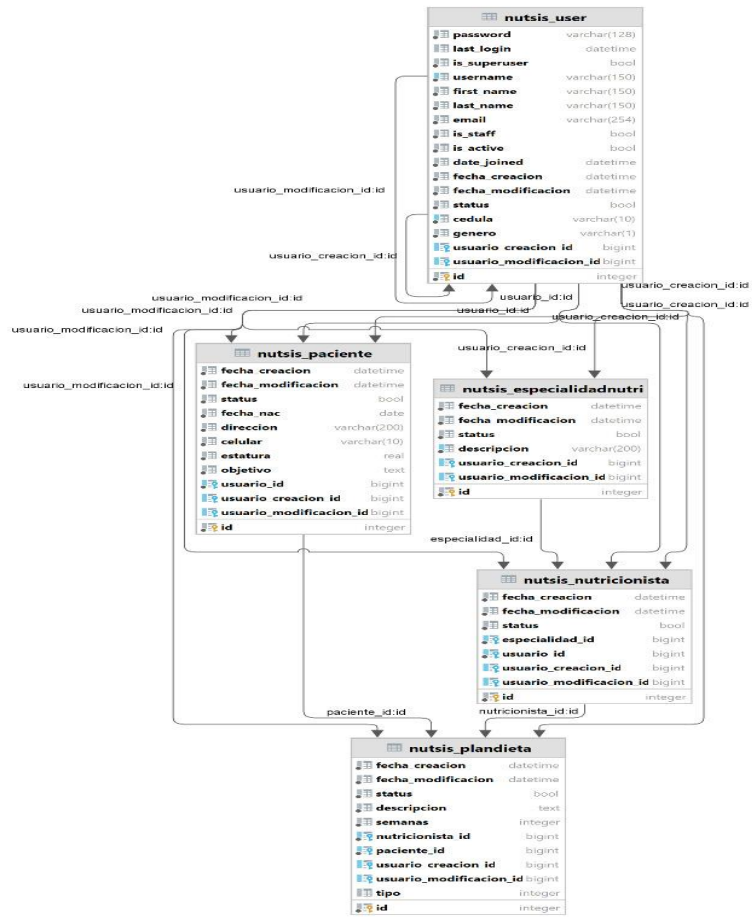 nutsis_user
password varchar(128)
last_login datetime
is_superuser bool
username varchar(150)
first_name varchar(150)
last_name varchar(150)
email varchar(254)
is_staff bool
is_active bool
date_joined datetime
fecha_creacion datetime
fecha_modificacion datetime
status bool
cedula varchar(10)
genero varchar(1)
usuario_creacion_id bigint
usuario_modificacion_id bigint
id integer
usuario_modificacion_id:id
usuario_creacion_id:id
usuario_creacion_id:id
usuario_modificacion_id:id
usuario_id:id
usuario_creacion_id:id
usuario_modificacion_id:id
usuario_id:id
usuario_creacion_id:id
usuario_modificacion_id:id
usuario_creacion_id:id
usuario_modificacion_id:id
nutsis_paciente
fecha_creacion datetime
fecha_modificacion datetime
status bool
fecha_nac date
direccion varchar(200)
celular varchar(10)
estatura real
objetivo text
usuario_id bigint
usuario_creacion_id bigint
usuario_modificacion_id bigint
id integer
nutsis_especialidadnutri
fecha_creacion datetime
fecha_modificacion datetime
status bool
descripcion varchar(200)
usuario_creacion_id bigint
usuario_modificacion_id bigint
id integer
especialidad_id:id
nutsis_nutricionista
fecha_creacion datetime
fecha_modificacion datetime
status bool
especialidad_id bigint
usuario_id bigint
usuario_creacion_id bigint
usuario_modificacion_id bigint
id integer
paciente_id:id
nutricionista_id:id
nutsis_plandieta
fecha_creacion datetime
fecha_modificacion datetime
status bool
descripcion text
semanas integer
nutricionista_id bigint
paciente_id bigint
usuario_creacion_id bigint
usuario_modificacion_id bigint
tipo integer
id integer